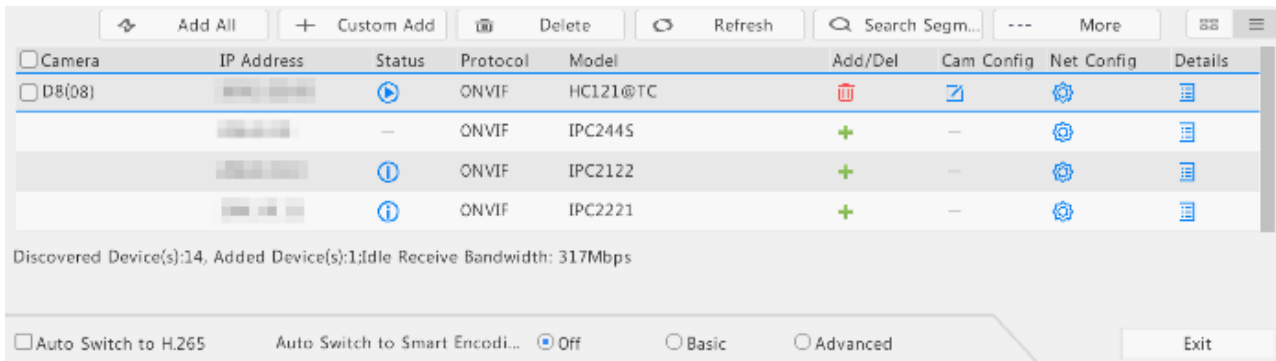 Add All Custom Add Delete Refresh Search Segm... More
Camera IP Address Status Protocol Model Add/Del Cam Config Net Config Details
D8(08) ONVIF HC121@TC
ONVIF IPC244S
ONVIF IPC2122
ONVIF IPC2221
Discovered Device(s):14, Added Device(s):1;Idle Receive Bandwidth: 317Mbps
Auto Switch to H.265 Auto Switch to Smart Encodi... Off Basic Advanced Exit